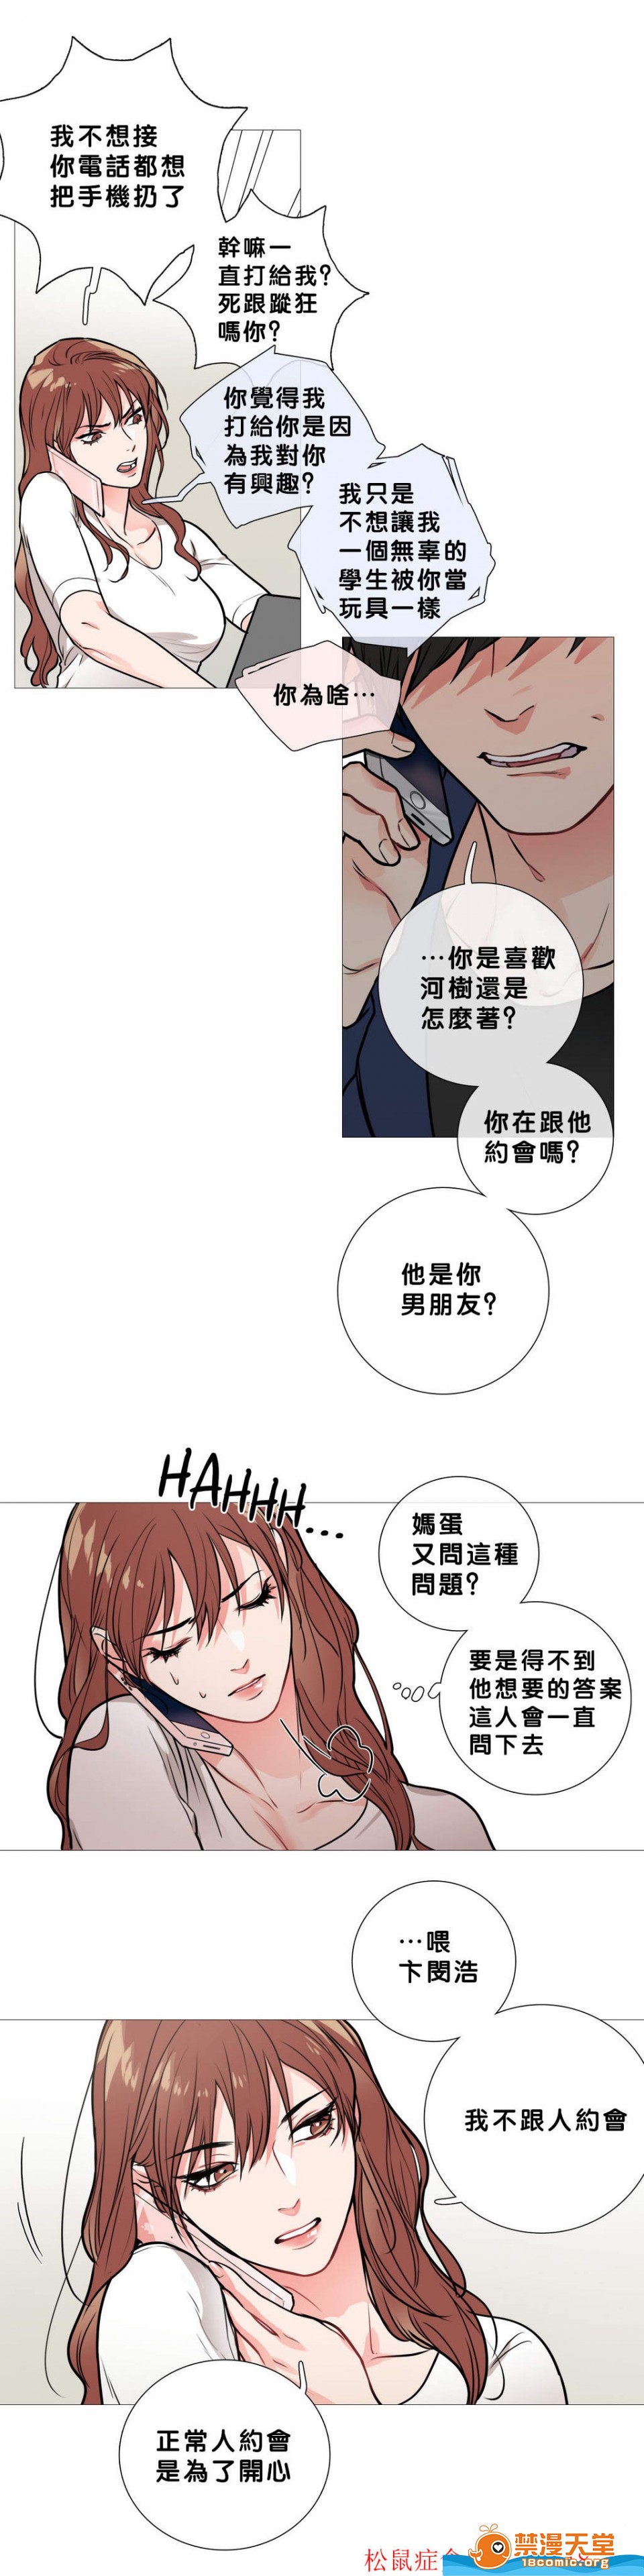 我不想接
你電話都想
把手機扔了
幹嘛一
直打給我?
死跟蹤狂
嗎你?
你覺得我
打給你是因
為我對你
有興趣?
我只是
不想讓我
一個無辜的
學生被你當
玩具一樣
你為啥…
…你是喜歡
河樹還是
怎麼著?
你在跟他
約會嗎?
他是你
男朋友?
HAHHH...
媽蛋
又問這種
問題?
要是得不到
他想要的答案
這人會一直
問下去
…喂
卞閔浩
我不跟人約會
正常人約會
是為了開心
松鼠症
禁漫天堂
18comic.org